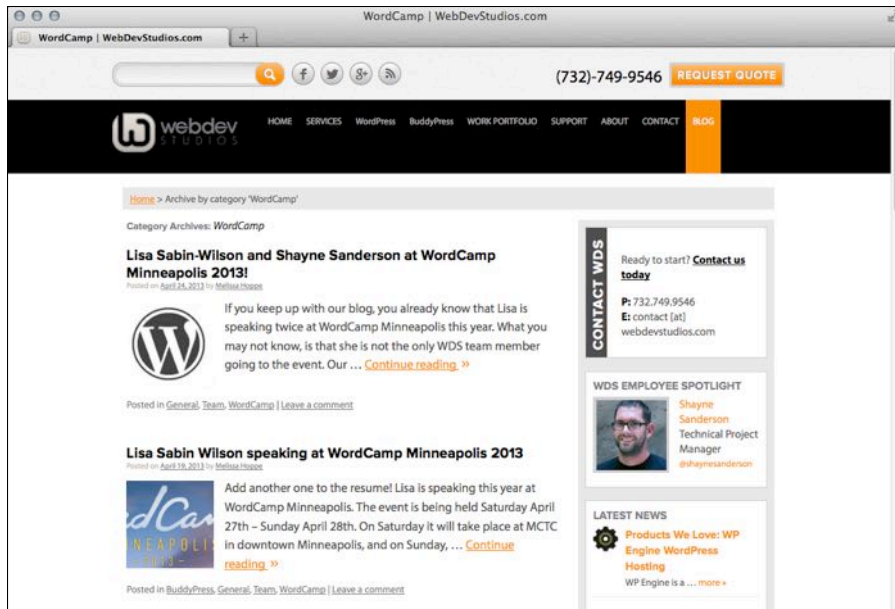 WordCamp | WebDevStudios.com
WordCamp | WebDevStudios.com
(732)-749-9546 REQUEST QUOTE
webdev
STUDIOS
HOME SERVICES WordPress BuddyPress WORK PORTFOLIO SUPPORT ABOUT CONTACT BLOG
Home > Archive by category 'WordCamp'
Category Archives: WordCamp
Lisa Sabin-Wilson and Shayne Sanderson at WordCamp
Minneapolis 2013!
Posted on April 24, 2013 by Melissa Hoppe
If you keep up with our blog, you already know that Lisa is
speaking twice at WordCamp Minneapolis this year. What you
may not know, is that she is not the only WDS team member
going to the event. Our … Continue reading »
Posted in General, Team, WordCamp | Leave a comment
Lisa Sabin Wilson speaking at WordCamp Minneapolis 2013
Posted on April 19, 2013 by Melissa Hoppe
rdCa
NEAPOLI
2013
Add another one to the resume! Lisa is speaking this year at
WordCamp Minneapolis. The event is being held Saturday April
27th – Sunday April 28th. On Saturday it will take place at MCTC
in downtown Minneapolis, and on Sunday, … Continue
reading »
Posted in BuddyPress, General, Team, WordCamp | Leave a comment
CONTACT WDS
Ready to start? Contact us
today
P: 732.749.9546
E: contact [at]
webdevstudios.com
WDS EMPLOYEE SPOTLIGHT
Shayne
Sanderson
Technical Project
Manager
@shaynesanderson
LATEST NEWS
Products We Love: WP
Engine WordPress
Hosting
WP Engine is a … more »